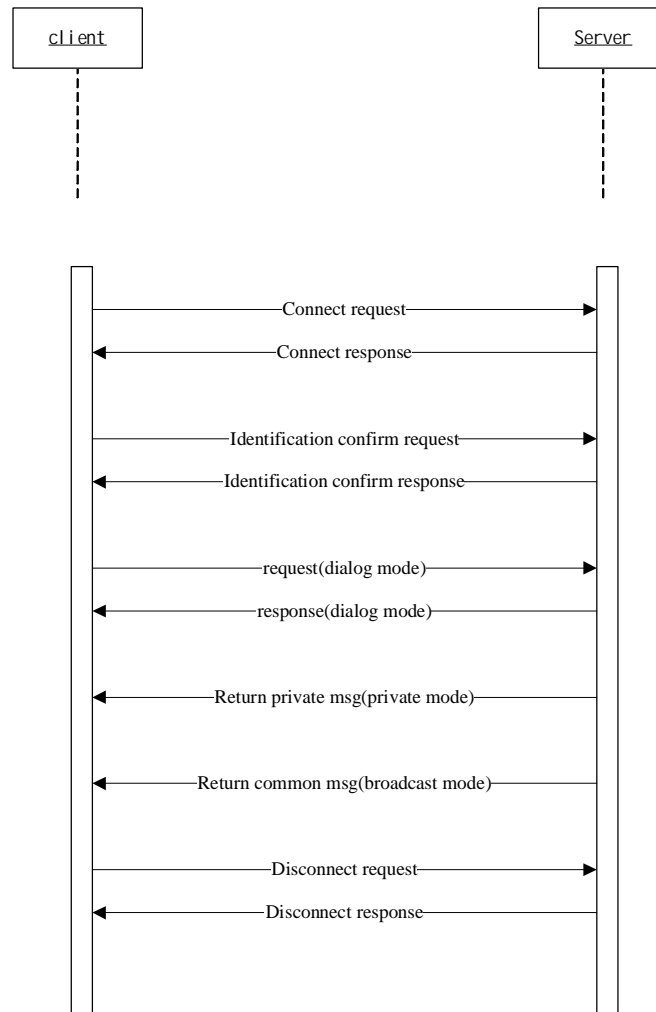 client
Server
Connect request
Connect response
Identification confirm request
Identification confirm response
request(dialog mode)
response(dialog mode)
Return private msg(private mode)
Return common msg(broadcast mode)
Disconnect request
Disconnect response